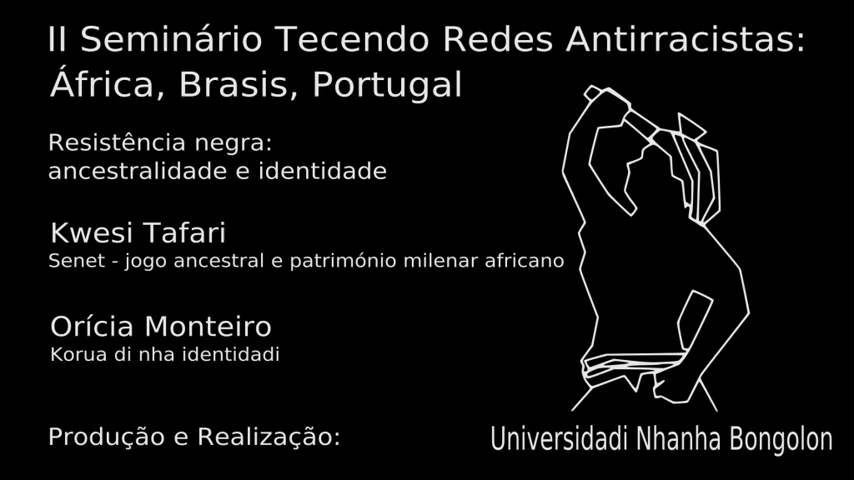 II Seminário Tecendo Redes Antirracistas:
África, Brasis, Portugal
Resistência negra:
ancestralidade e identidade
Kwesi Tafari
Senet - jogo ancestral e património milenar africano
Orícia Monteiro
Korua di nha identidadi
Produção e Realização:
Universidadi Nhanha Bongolon